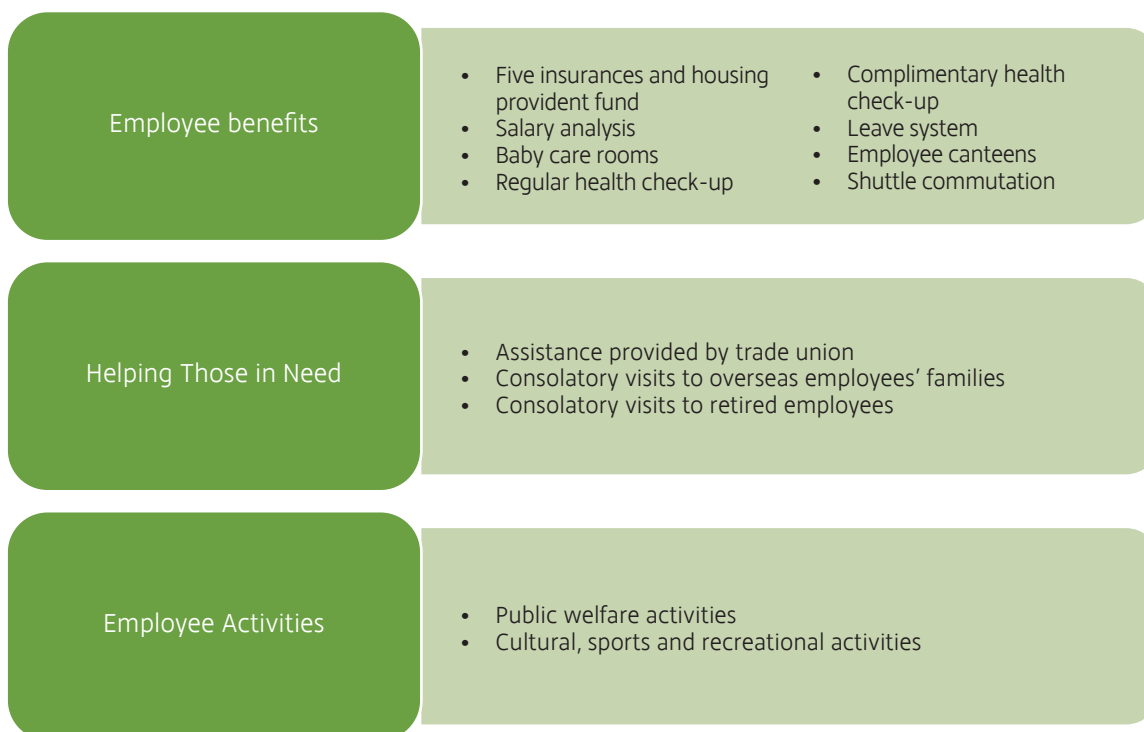 Employee benefits
• Five insurances and housing
provident fund
• Salary analysis
• Baby care rooms
• Regular health check-up
• Complimentary health
check-up
• Leave system
• Employee canteens
• Shuttle commutation
Helping Those in Need
• Assistance provided by trade union
• Consolatory visits to overseas employees’ families
• Consolatory visits to retired employees
Employee Activities
• Public welfare activities
• Cultural, sports and recreational activities